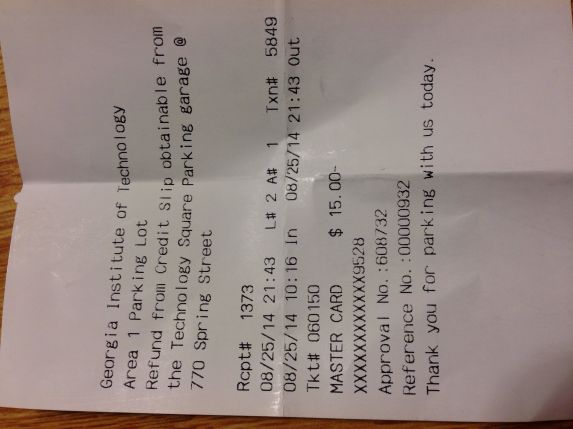 Georgia Institute of Technology
Area 1 Parking Lot
Refund from Credit Slip obtainable from
the Technology Square Parking garage @
770 Spring Street
Rcpt# 1373
08/25/14 21:43 L# 2 A# 1 Txn# 5849
08/25/14 10:16 In 08/25/14 21:43 Out
Tkt# 060150
MASTER CARD $ 15.00-
XXXXXXXXXXXX9528
Approval No.:608732
Reference No.:00000932
Thank you for parking with us today.